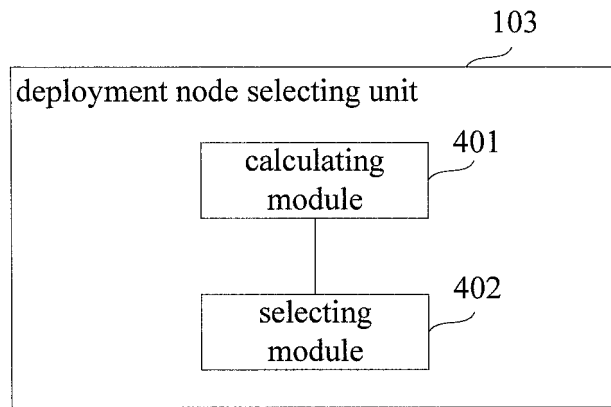 103
deployment node selecting unit
401
calculating
module
402
selecting
module